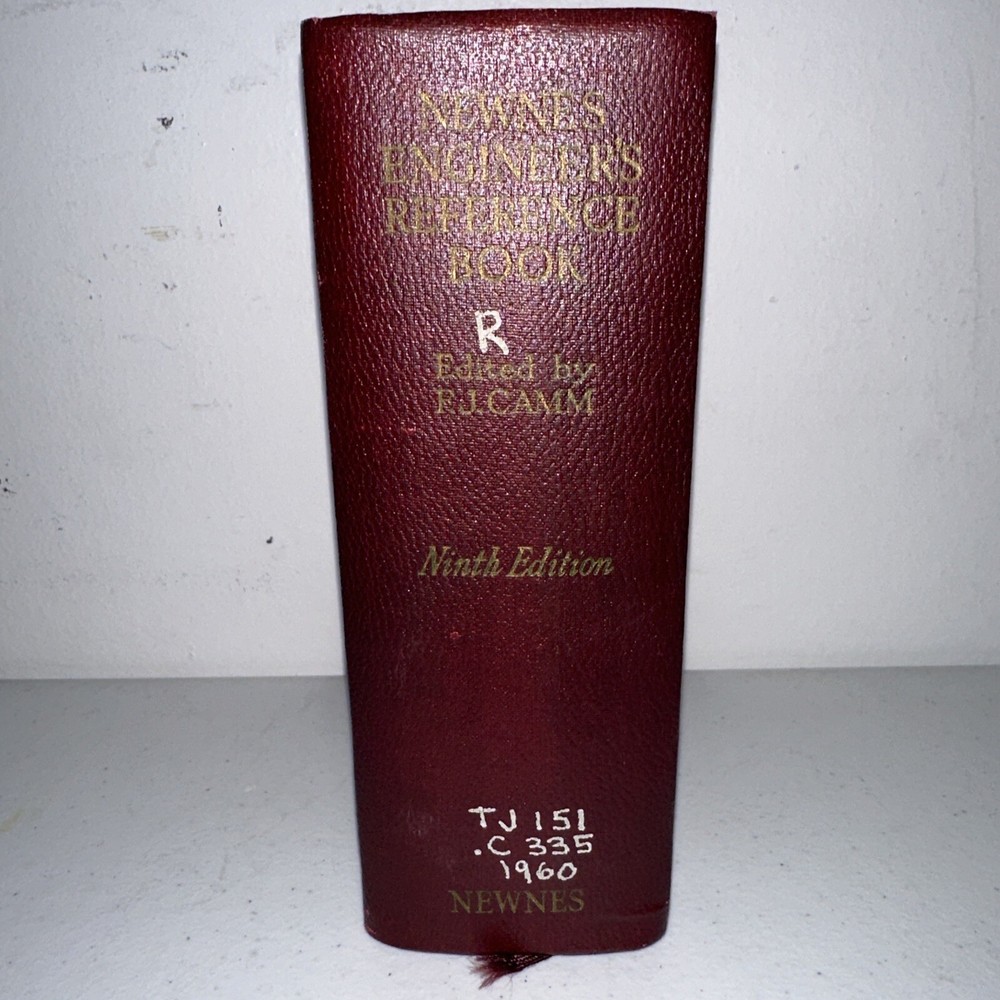 NEWNES
ENGINEER'S
REFERENCE
BOOK
R
Edited by
F.J.CAMM
Ninth Edition
TJ 151
.C 335
1960
NEWNES